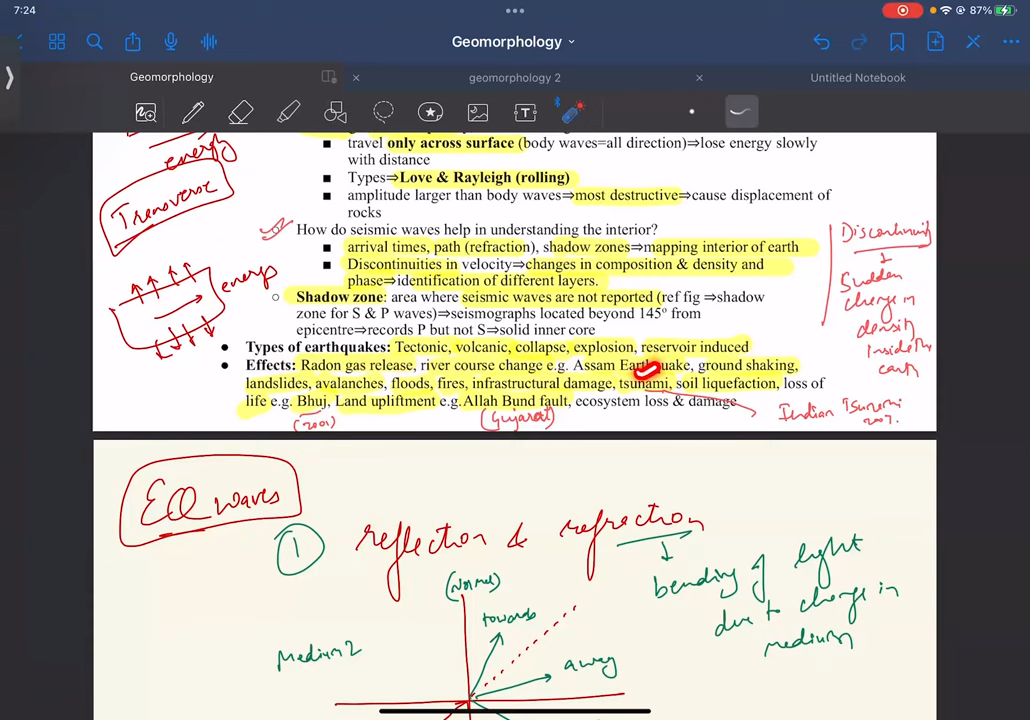 7:24
87%
Geomorphology
Geomorphology
geomorphology 2
Untitled Notebook
energy
Transverse
energy
travel only across surface (body waves=all direction)⇒lose energy slowly
with distance
Types⇒Love & Rayleigh (rolling)
amplitude larger than body waves⇒most destructive⇒cause displacement of
rocks
How do seismic waves help in understanding the interior?
arrival times, path (refraction), shadow zones⇒mapping interior of earth
Discontinuities in velocity⇒changes in composition & density and
phase⇒identification of different layers.
Shadow zone: area where seismic waves are not reported (ref fig ⇒shadow
zone for S & P waves)⇒seismographs located beyond 145° from
epicentre⇒records P but not S⇒solid inner core
Types of earthquakes: Tectonic, volcanic, collapse, explosion, reservoir induced
Effects: Radon gas release, river course change e.g. Assam Earthquake, ground shaking,
landslides, avalanches, floods, fires, infrastructural damage, tsunami, soil liquefaction, loss of
life e.g. Bhuj, Land upliftment e.g.Allah Bund fault, ecosystem loss & damage
(2001)
(Gujarat)
Indian Tsunami
Discontinuity
Sudden
change in
density
inside the
earth
EQ waves
1
reflection & refraction
bending of light
due to change in
medium
(Normal)
towards
away
Medium 2